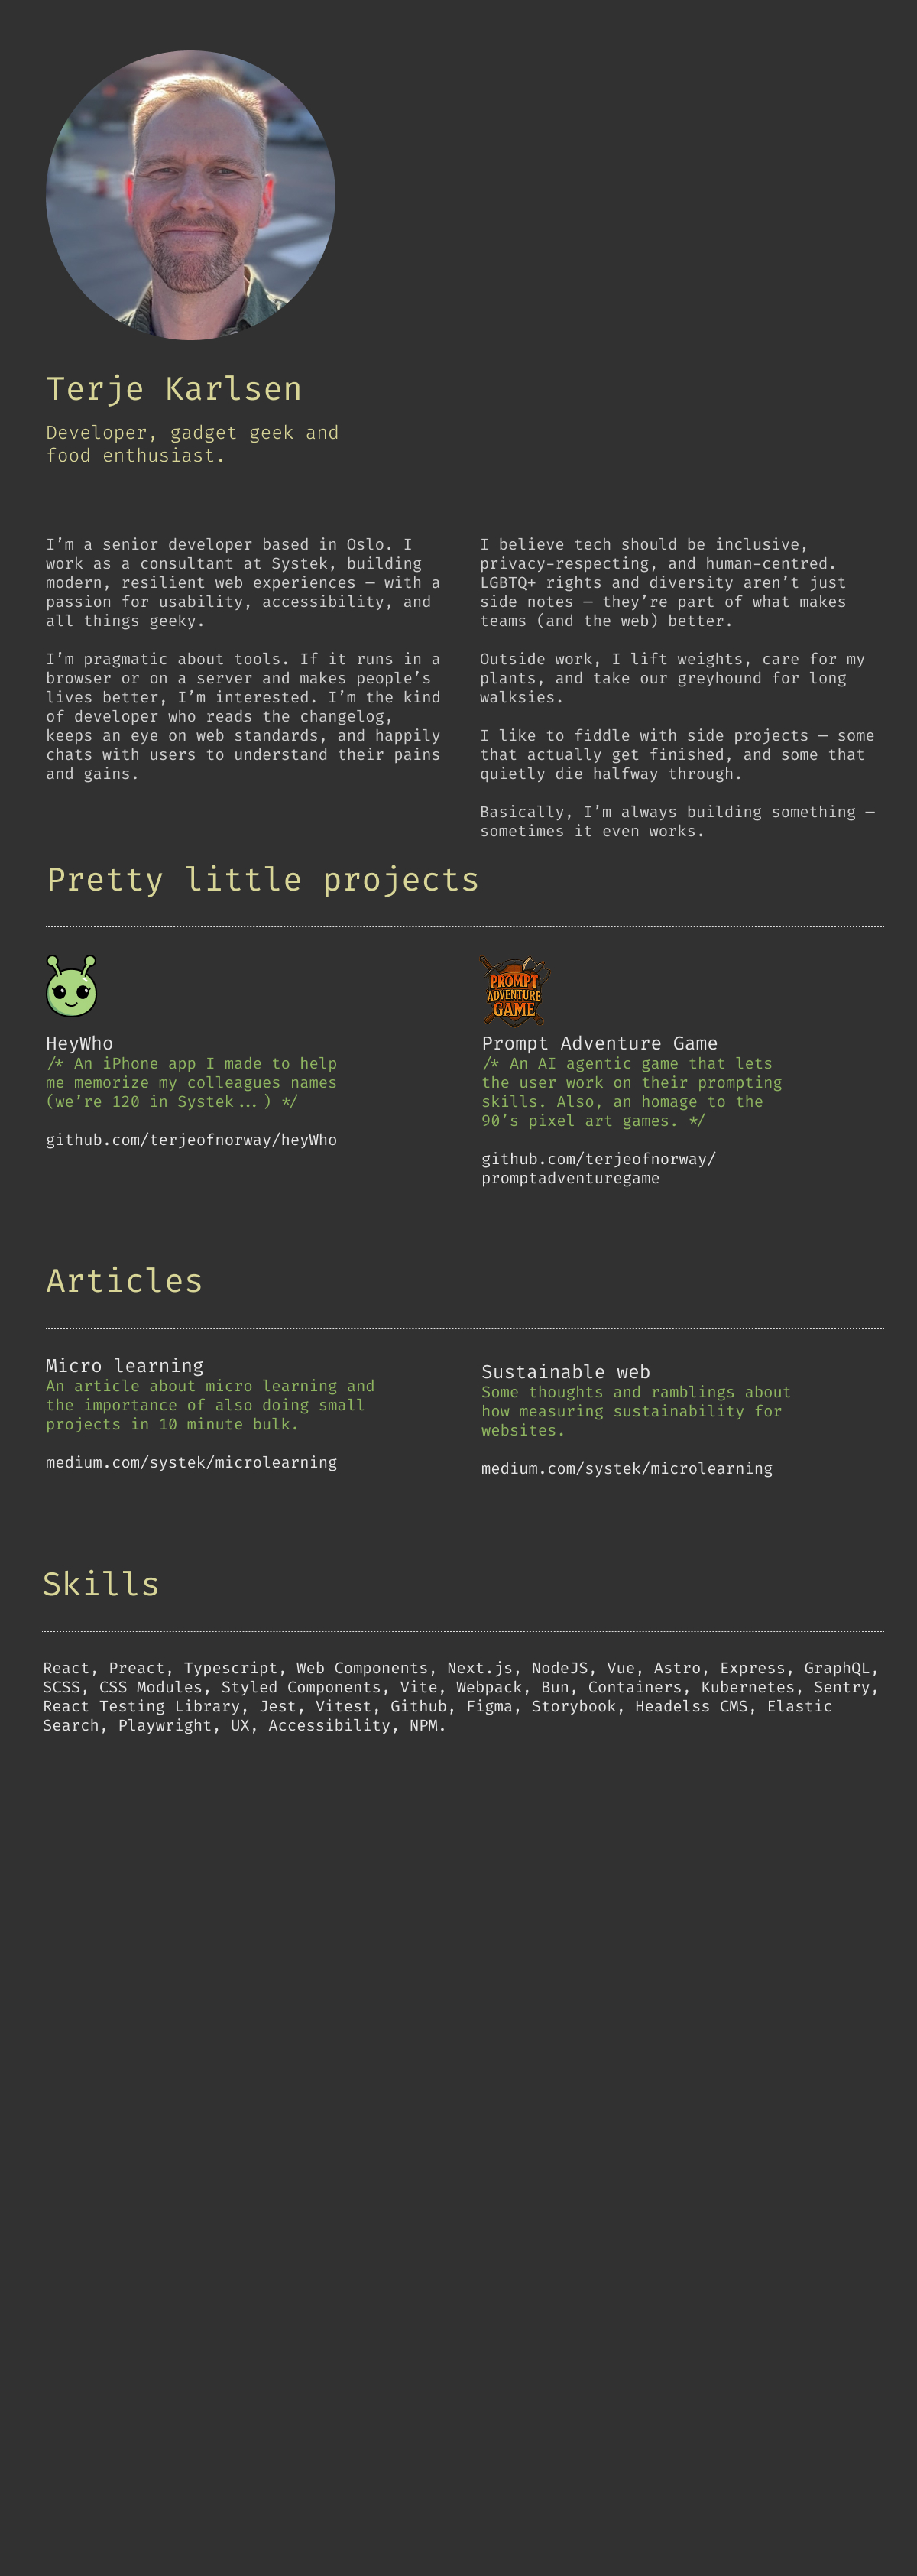 Terje Karlsen
Developer, gadget geek and
food enthusiast.
I’m a senior developer based in Oslo. I
work as a consultant at Systek, building
modern, resilient web experiences — with a
passion for usability, accessibility, and
all things geeky.
I’m pragmatic about tools. If it runs in a
browser or on a server and makes people’s
lives better, I’m interested. I’m the kind
of developer who reads the changelog,
keeps an eye on web standards, and happily
chats with users to understand their pains
and gains.
I believe tech should be inclusive,
privacy-respecting, and human-centred.
LGBTQ+ rights and diversity aren’t just
side notes — they’re part of what makes
teams (and the web) better.
Outside work, I lift weights, care for my
plants, and take our greyhound for long
walksies.
I like to fiddle with side projects — some
that actually get finished, and some that
quietly die halfway through.
Basically, I’m always building something —
sometimes it even works.
Pretty little projects
HeyWho
/* An iPhone app I made to help
me memorize my colleagues names
(we’re 120 in Systek...) */
github.com/terjeofnorway/heyWho
PROMPT
ADVENTURE
GAME
Prompt Adventure Game
/* An AI agentic game that lets
the user work on their prompting
skills. Also, an homage to the
90’s pixel art games. */
github.com/terjeofnorway/
promptadventuregame
Articles
Micro learning
An article about micro learning and
the importance of also doing small
projects in 10 minute bulk.
medium.com/systek/microlearning
Sustainable web
Some thoughts and ramblings about
how measuring sustainability for
websites.
medium.com/systek/microlearning
Skills
React, Preact, Typescript, Web Components, Next.js, NodeJS, Vue, Astro, Express, GraphQL,
SCSS, CSS Modules, Styled Components, Vite, Webpack, Bun, Containers, Kubernetes, Sentry,
React Testing Library, Jest, Vitest, Github, Figma, Storybook, Headelss CMS, Elastic
Search, Playwright, UX, Accessibility, NPM.